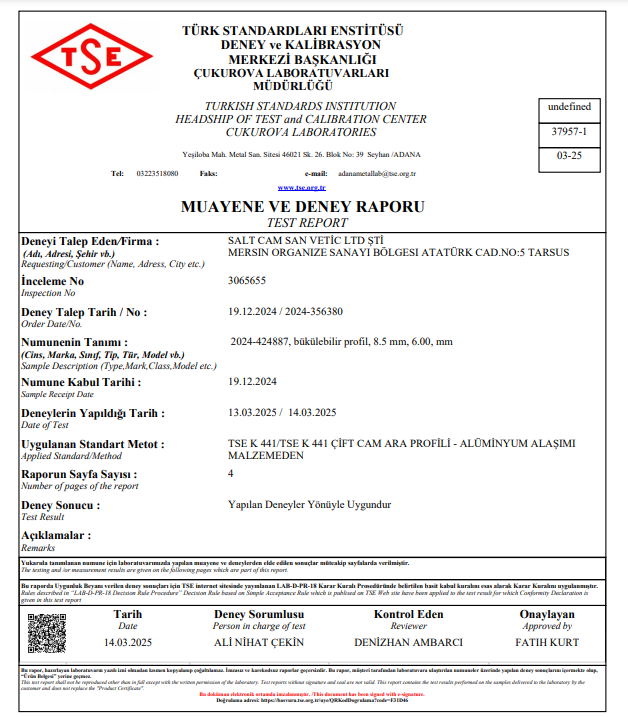 TSE
TÜRK STANDARDLARI ENSTİTÜSÜ
DENEY ve KALİBRASYON
MERKEZİ BAŞKANLIĞI
ÇUKUROVA LABORATUVARLARI
MÜDÜRLÜĞÜ
TURKISH STANDARDS INSTITUTION
HEADSHIP OF TEST and CALIBRATION CENTER
CUKUROVA LABORATORIES
undefined
37957-1
03-25
Yeşiloba Mah. Metal San. Sitesi 46021 Sk. 26. Blok No: 39 Seyhan /ADANA
Tel: 03223518080 Faks: e-mail: adanametallab@tse.org.tr
www.tse.org.tr
MUAYENE VE DENEY RAPORU
TEST REPORT
Deneyi Talep Eden/Firma : SALT CAM SAN VETİC LTD ŞTİ
(Adı, Adresi, Şehir vb.) MERSIN ORGANIZE SANAYI BÖLGESI ATATÜRK CAD.NO:5 TARSUS
Requesting/Customer (Name, Adress, City etc.)
İnceleme No 3065655
Inspection No
Deney Talep Tarih / No : 19.12.2024 / 2024-356380
Order Date/No.
Numunenin Tanımı : 2024-424887, bükülebilir profil, 8.5 mm, 6.00, mm
(Cins, Marka, Sınıf, Tip, Tür, Model vb.)
Sample Description (Type,Mark,Class,Model etc.)
Numune Kabul Tarihi : 19.12.2024
Sample Receipt Date
Deneylerin Yapıldığı Tarih : 13.03.2025 / 14.03.2025
Date of Test
Uygulanan Standart Metot : TSE K 441/TSE K 441 ÇİFT CAM ARA PROFİLİ - ALÜMİNYUM ALAŞIMI
Applied Standard/Method MALZEMEDEN
Raporun Sayfa Sayısı : 4
Number of pages of the report
Deney Sonucu : Yapılan Deneyler Yönüyle Uygundur
Test Result
Açıklamalar :
Remarks
Yukarıda tanımlanan numune için laboratuvarımızda yapılan muayene ve deneylerden elde edilen sonuçlar müteakip sayfalarda verilmiştir.
The testing and /or measurement results are given on the following pages which are part of this report.
Bu raporda Uygunluk Beyanı verilen deney sonuçları için TSE internet sitesinde yayınlanan LAB-D-PR-18 Karar Kuralı Prosedüründe belirtilen basit kabul kuralını esas alarak Karar Kuralını uygulanmıştır.
Rules described in "LAB-D-PR-18 Decision Rule Procedure" Decision Rule based on Simple Acceptance Rule which is publised on TSE Web site have been applied to the test result for which Conformity Declaration is
given in this test report
Tarih Deney Sorumlusu Kontrol Eden Onaylayan
Date Person in charge of test Reviewer Approved by
14.03.2025 ALİ NİHAT ÇEKİN DENİZHAN AMBARCI FATIH KURT
Bu rapor, hazırlayan laboratuvarın yazılı izni olmadan kısmen kopyalanıp çoğaltılamaz. İmzasız ve karekodsuz raporlar geçersizdir. Bu rapor, müşteri tarafından laboratuvara ulaştırılan numuneler üzerinde yapılan deney sonuçlarını içermekte olup,
"Ürün Belgesi" yerine geçmez.
This test report shall not be reproduced other than in full except with the written permission of the laboratory. Test reports without signature and seal are not valid. This report contains the test results performed on the samples delivered to the laboratory by the
customer and does not replace the "Product Certificate".
Bu doküman elektronik ortamda imzalanmıştır. /This document has been signed with e-signature.
Doğrulama adresi: https://basvuru.tse.org.tr/uye/QRKodDogrulama?code=F31D46